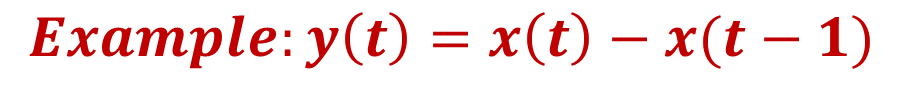 Example: y(t) = x(t) − x(t − 1)